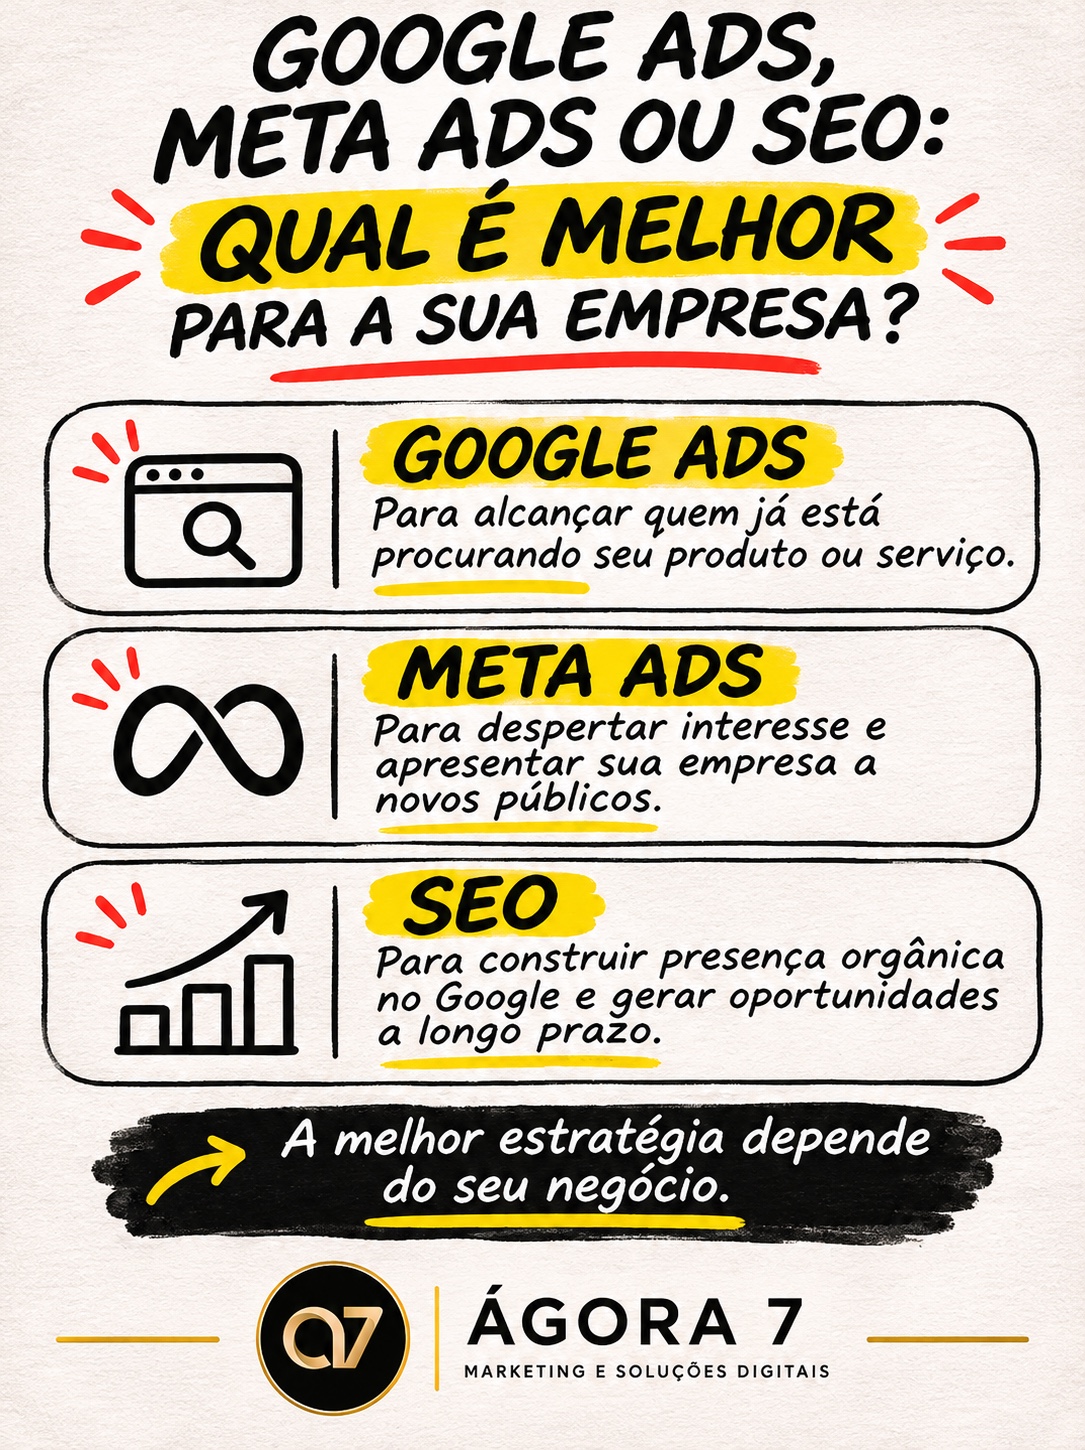 GOOGLE ADS,
META ADS OU SEO:
QUAL É MELHOR
PARA A SUA EMPRESA?
GOOGLE ADS
Para alcançar quem já está
procurando seu produto ou serviço.
META ADS
Para despertar interesse e
apresentar sua empresa a
novos públicos.
SEO
Para construir presença orgânica
no Google e gerar oportunidades
a longo prazo.
A melhor estratégia depende
do seu negócio.
a7
ÁGORA 7
MARKETING E SOLUÇÕES DIGITAIS